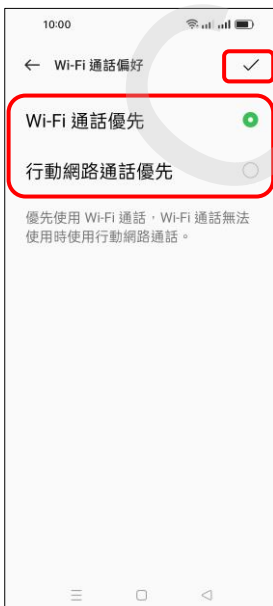 10:00
Wi-Fi 通話偏好
Wi-Fi 通話優先
行動網路通話優先
優先使用 Wi-Fi 通話，Wi-Fi 通話無法
使用時使用行動網路通話。